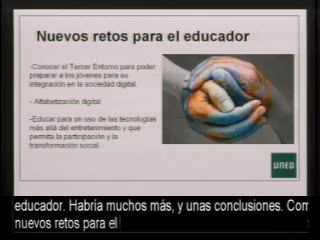 Nuevos retos para el educador
-Conocer el Tercer Entorno para poder
preparar a los jóvenes para su
integración en la sociedad digital.
- Alfabetización digital
-Educar para un uso de las tecnologías
más allá del entretenimiento y que
permita la participación y la
transformación social.
UNED
educador. Habría muchos más, y unas conclusiones. Com
nuevos retos para el